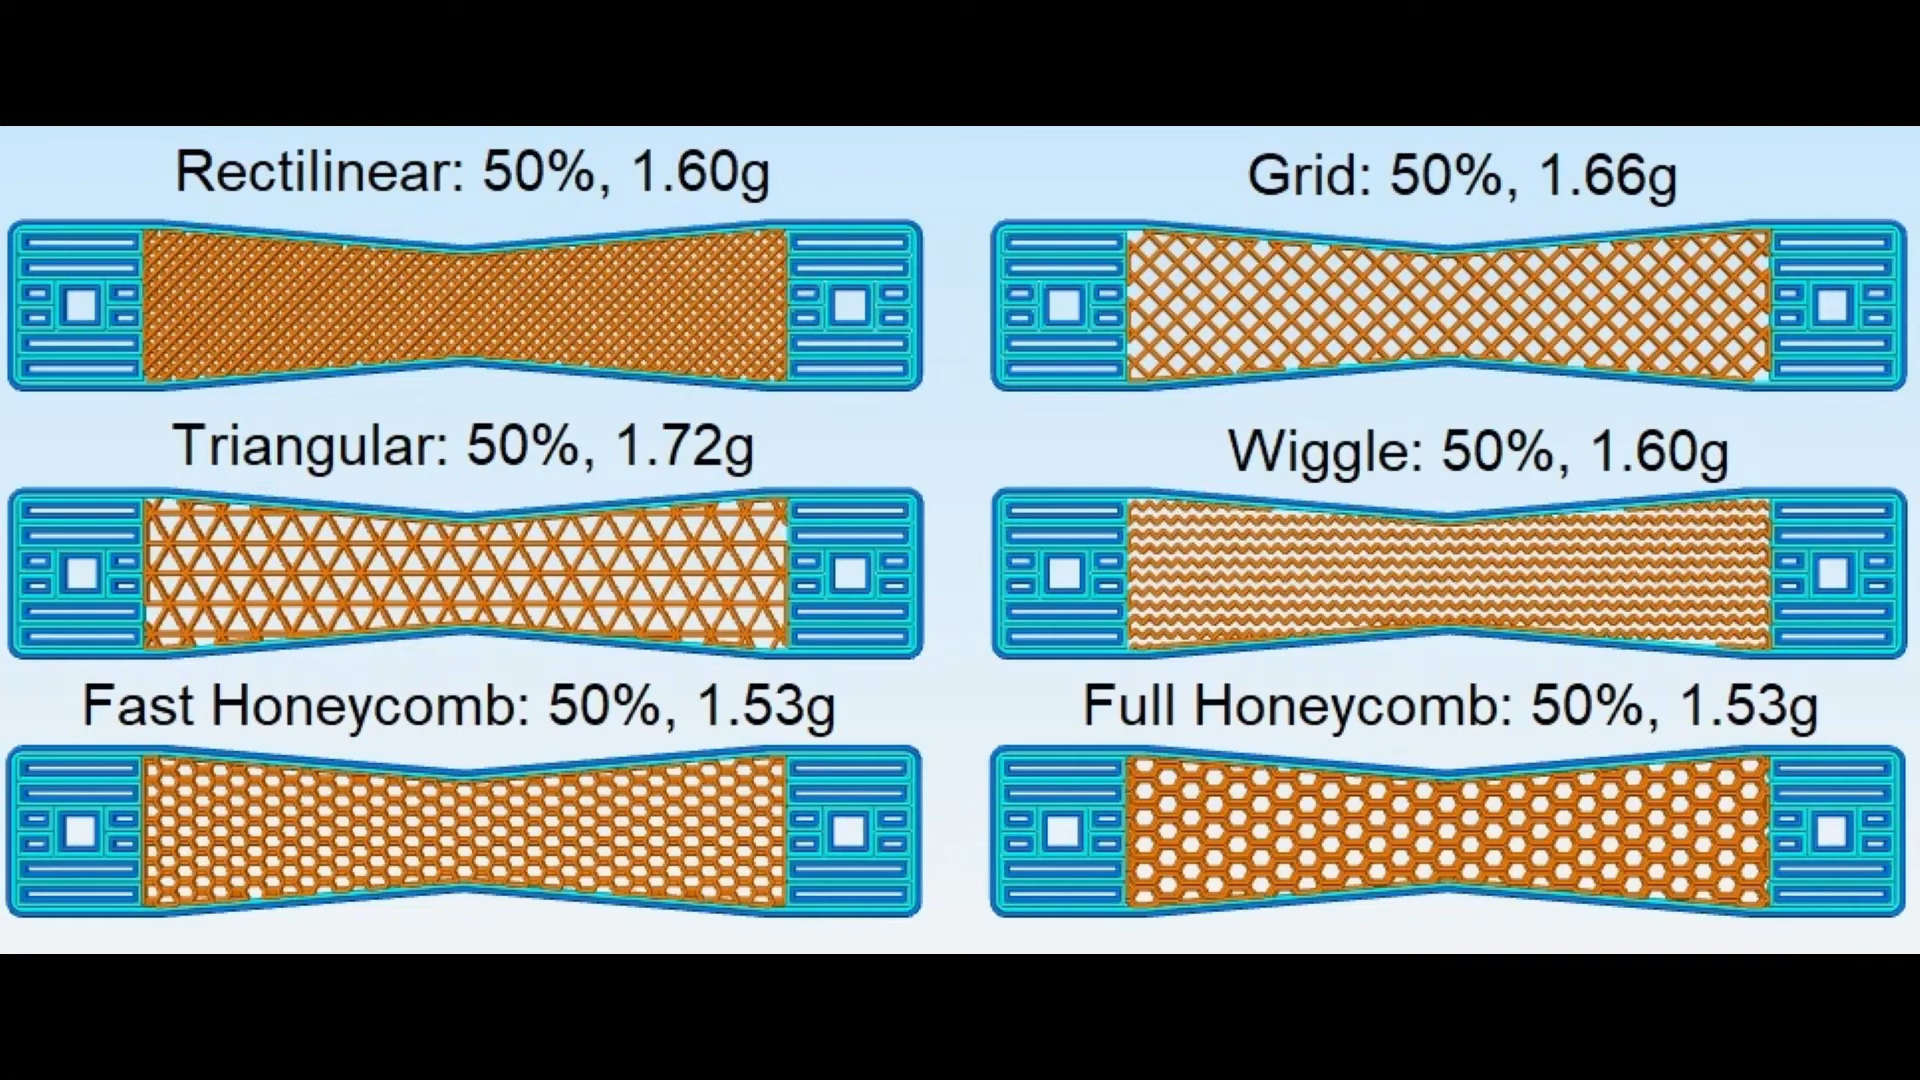 Rectilinear: 50%, 1.60g
Grid: 50%, 1.66g
Triangular: 50%, 1.72g
Wiggle: 50%, 1.60g
Fast Honeycomb: 50%, 1.53g
Full Honeycomb: 50%, 1.53g